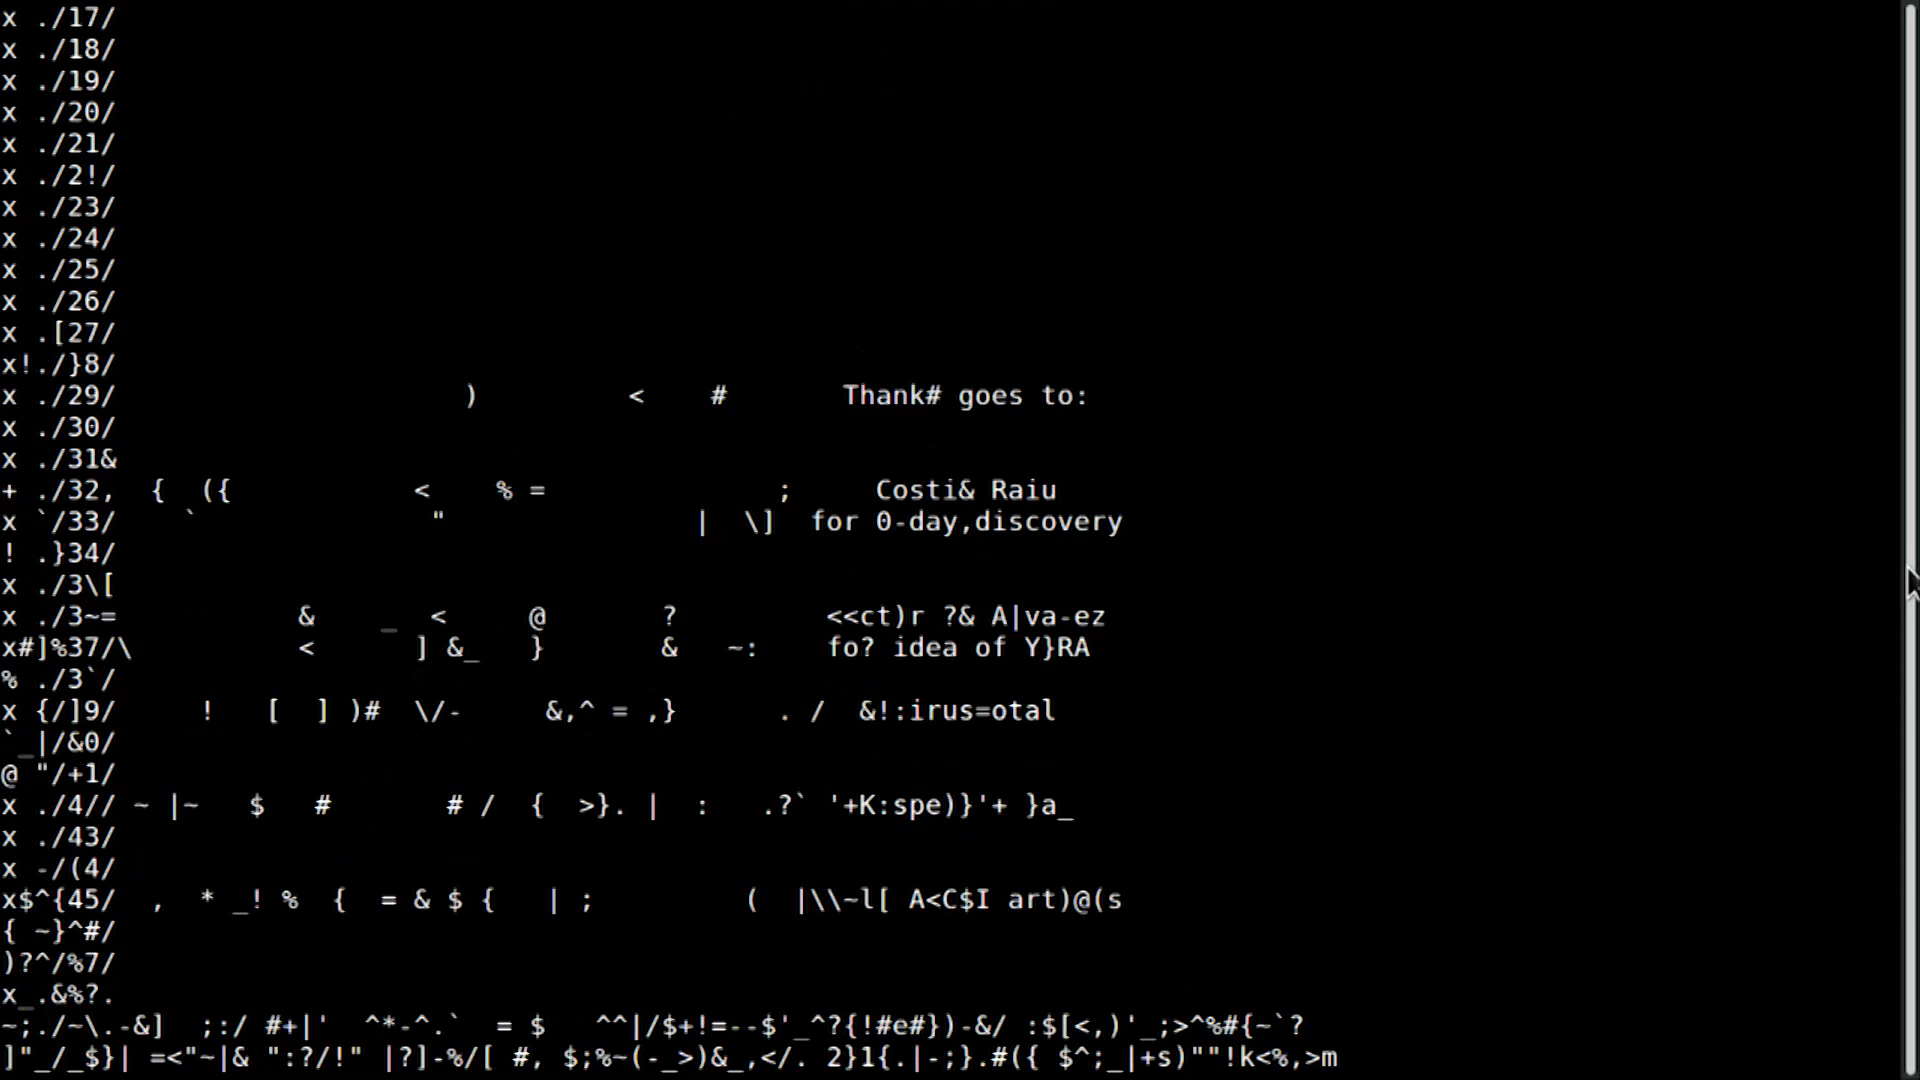 x ./17/
x ./18/
x ./19/
x ./20/
x ./21/
x ./2!/
x ./23/
x ./24/
x ./25/
x ./26/
x .[27/
x!./}8/
x ./29/ ) < # Thank# goes to:
x ./30/
x ./31&
+ ./32, { ({ < % = ; Costi& Raiu
x `/33/ ` " | \] for 0-day,discovery
! .}34/
x ./3\[
x ./3~= & _ < @ ? <<ct)r ?& A|va-ez
x#]%37/\ < ] &_ } & ~: fo? idea of Y}RA
% ./3`/
x {/]9/ ! [ ] )# \/- &,^ = ,} . / &!:irus=otal
`_|/&0/
@ "/+1/
x ./4// ~ |~ $ # # / { >}. | : .?` '+K:spe)}'+ }a_
x ./43/
x -/(4/
x$^{45/ , * _! % { = & $ { | ; ( |\\~l[ A<C$I art)@(s
{ ~}^#/
)?^/%7/
x_.&%?.
~;./~\.-&] ;:/ #+|' ^*-^.` = $ ^^|/$+!=--$'_^?{!#e#})-&/ :$[<,)'_;>^%#{~`?
]"_/_$}| =<"~|& ":?/!" |?]-%/[ #, $;%~(-_>)&_,</. 2}1{.|-;}.#({ $^;_|+s)""!k<%,>m